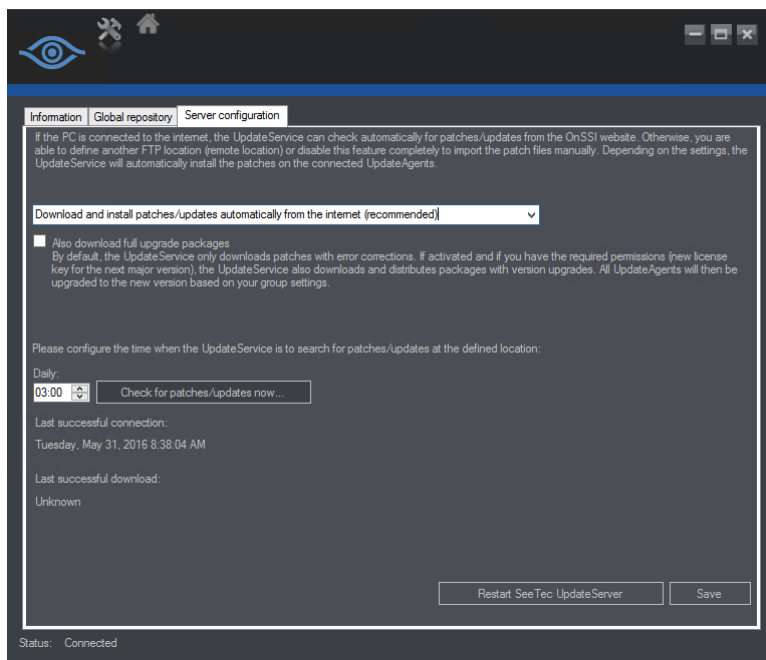 Information
Global repository
Server configuration
If the PC is connected to the internet, the UpdateService can check automatically for patches/updates from the OnSSI website. Otherwise, you are
able to define another FTP location (remote location) or disable this feature completely to import the patch files manually. Depending on the settings, the
UpdateService will automatically install the patches on the connected UpdateAgents.
Download and install patches/updates automatically from the internet (recommended)
Also download full upgrade packages
By default, the UpdateService only downloads patches with error corrections. If activated and if you have the required permissions (new license
key for the next major version), the UpdateService also downloads and distributes packages with version upgrades. All UpdateAgents will then be
upgraded to the new version based on your group settings.
Please configure the time when the UpdateService is to search for patches/updates at the defined location:
Daily:
03:00
Check for patches/updates now...
Last successful connection:
Tuesday, May 31, 2016 8:38:04 AM
Last successful download:
Unknown
Restart SeeTec UpdateServer
Save
Status: Connected